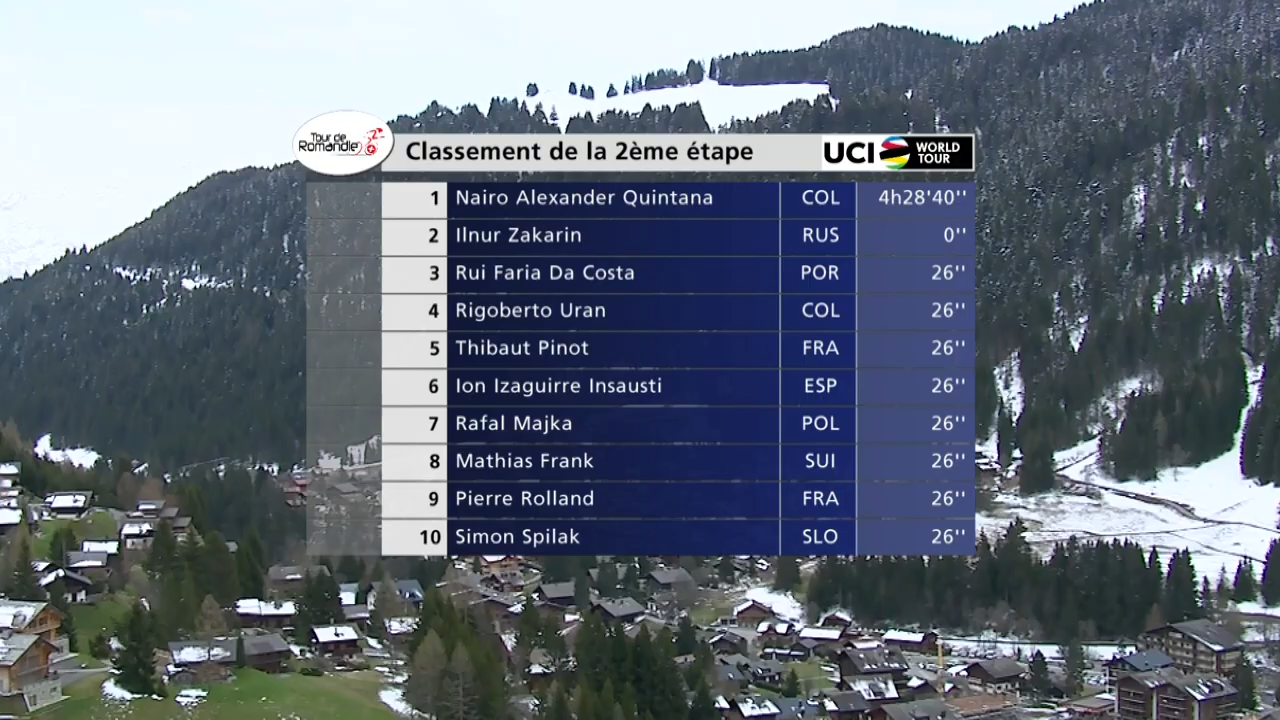 Tour de
Romandie
Classement de la 2ème étape
UCI WORLD
TOUR
1 Nairo Alexander Quintana COL 4h28'40''
2 Ilnur Zakarin RUS 0''
3 Rui Faria Da Costa POR 26''
4 Rigoberto Uran COL 26''
5 Thibaut Pinot FRA 26''
6 Ion Izaguirre Insausti ESP 26''
7 Rafal Majka POL 26''
8 Mathias Frank SUI 26''
9 Pierre Rolland FRA 26''
10 Simon Spilak SLO 26''